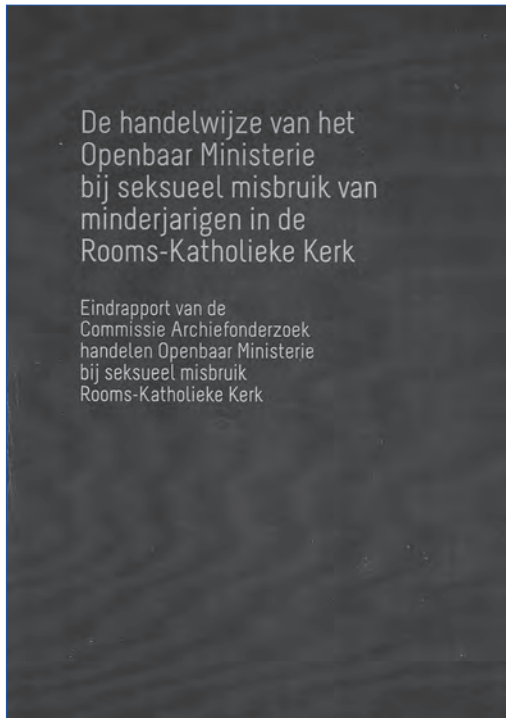 De handelwijze van het
Openbaar Ministerie
bij seksueel misbruik van
minderjarigen in de
Rooms-Katholieke Kerk
Eindrapport van de
Commissie Archiefonderzoek
handelen Openbaar Ministerie
bij seksueel misbruik
Rooms-Katholieke Kerk